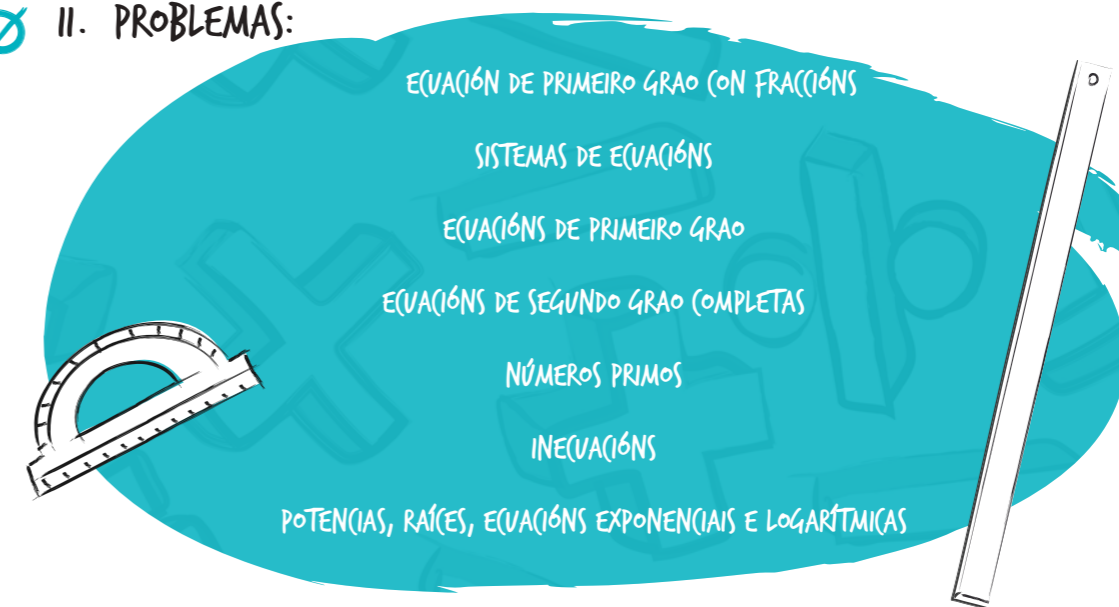 II. PROBLEMAS:
ECUACIÓN DE PRIMEIRO GRAO CON FRACCIÓNS
SISTEMAS DE ECUACIÓNS
ECUACIÓNS DE PRIMEIRO GRAO
ECUACIÓNS DE SEGUNDO GRAO COMPLETAS
NÚMEROS PRIMOS
INECUACIÓNS
POTENCIAS, RAÍCES, ECUACIÓNS EXPONENCIAIS E LOGARÍTMICAS